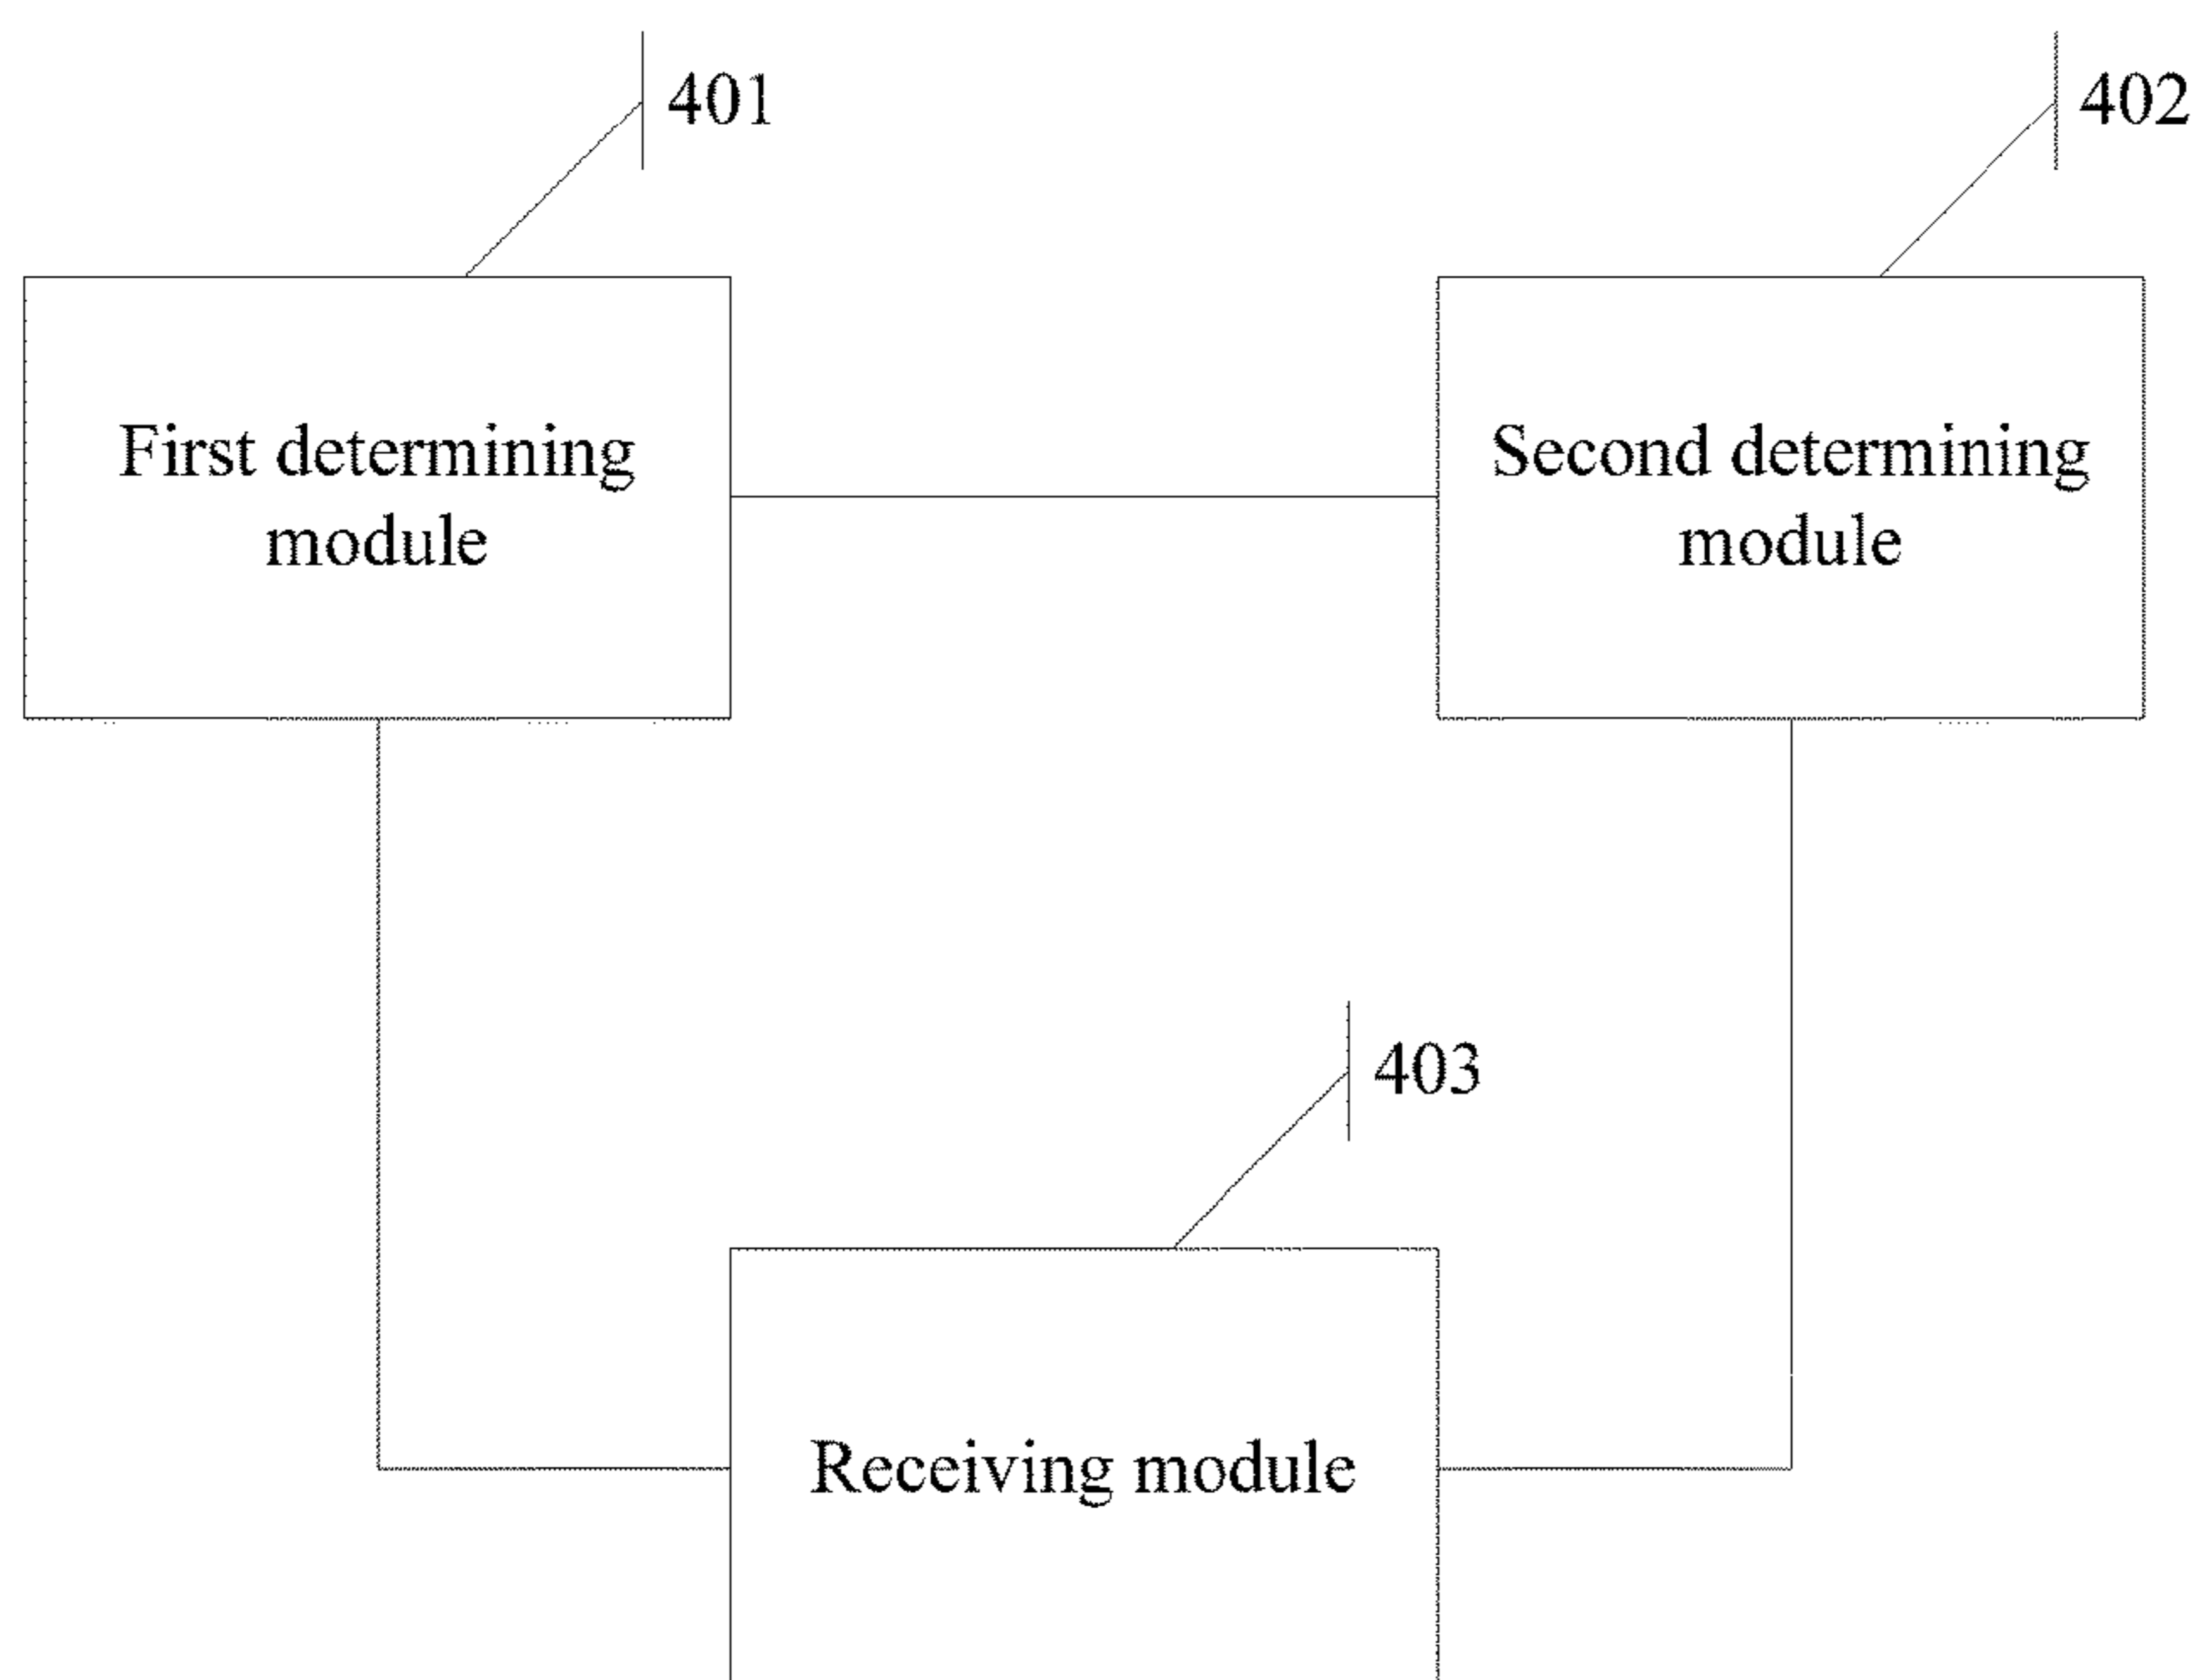 401
402
First determining
module
Second determining
module
403
Receiving module